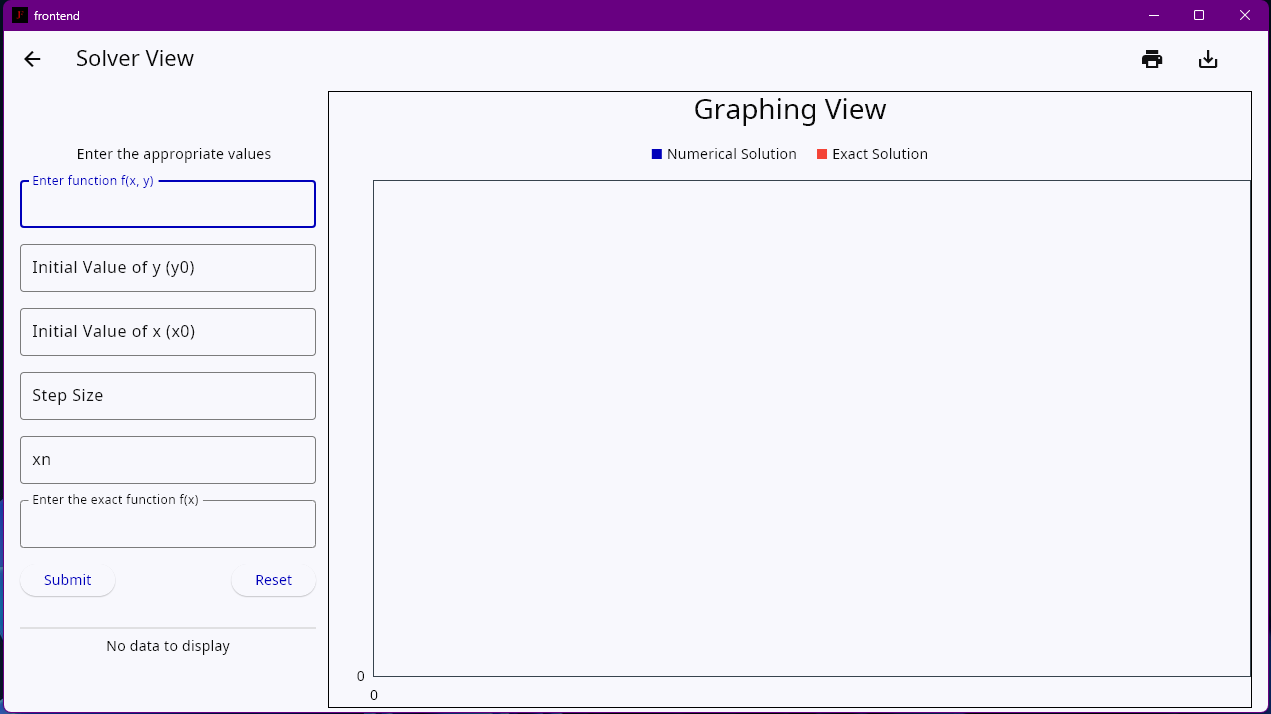 frontend
Solver View
Enter the appropriate values
Enter function f(x, y)
Initial Value of y (y0)
Initial Value of x (x0)
Step Size
xn
Enter the exact function f(x)
Submit
Reset
No data to display
Graphing View
Numerical Solution
Exact Solution
0
0